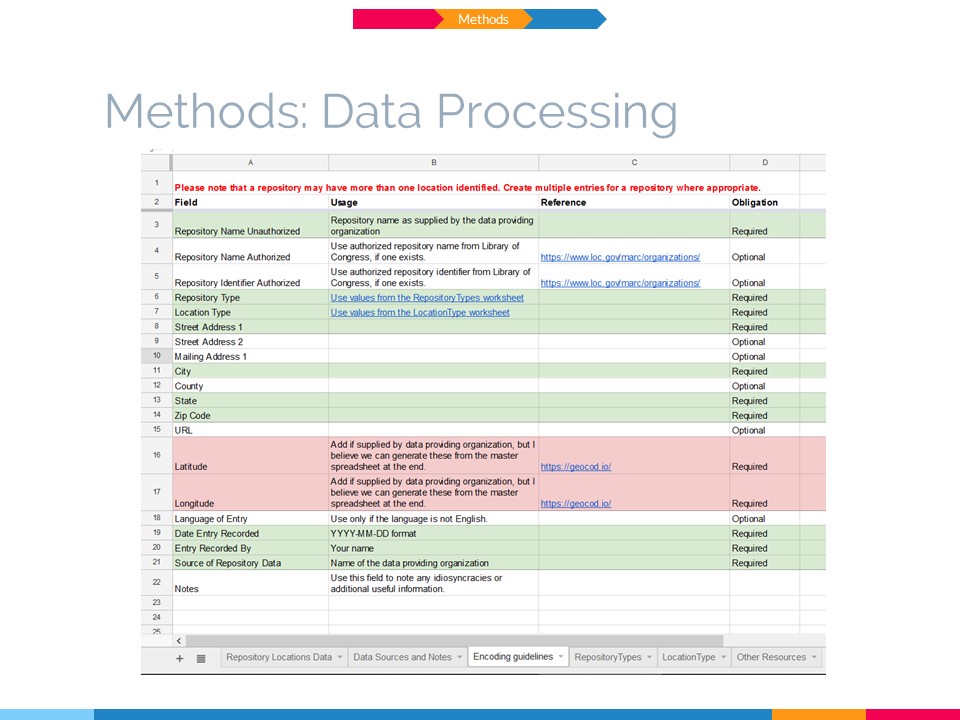 Methods
Methods: Data Processing
A B C D
1 Please note that a repository may have more than one location identified. Create multiple entries for a repository where appropriate.
2 Field Usage Reference Obligation
3 Repository Name Unauthorized Repository name as supplied by the data providing
organization Required
4 Repository Name Authorized Use authorized repository name from Library of
Congress, if one exists. https://www.loc.gov/marc/organizations/ Optional
5 Repository Identifier Authorized Use authorized repository identifier from Library of
Congress, if one exists. https://www.loc.gov/marc/organizations/ Optional
6 Repository Type Use values from the RepositoryTypes worksheet Required
7 Location Type Use values from the LocationType worksheet Required
8 Street Address 1 Required
9 Street Address 2 Optional
10 Mailing Address 1 Optional
11 City Required
12 County Optional
13 State Required
14 Zip Code Required
15 URL Optional
16 Latitude Add if supplied by data providing organization, but I
believe we can generate these from the master
spreadsheet at the end. https://geocod.io/ Required
17 Longitude Add if supplied by data providing organization, but I
believe we can generate these from the master
spreadsheet at the end. https://geocod.io/ Required
18 Language of Entry Use only if the language is not English. Optional
19 Date Entry Recorded YYYY-MM-DD format Required
20 Entry Recorded By Your name Required
21 Source of Repository Data Name of the data providing organization Required
22 Notes Use this field to note any idiosyncracies or
additional useful information.
23
24
25
Repository Locations Data Data Sources and Notes Encoding guidelines RepositoryTypes LocationType Other Resources